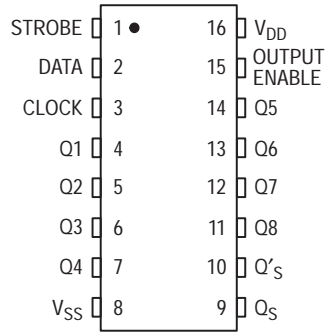 STROBE 1 16 VDD
DATA 2 15 OUTPUT ENABLE
CLOCK 3 14 Q5
Q1 4 13 Q6
Q2 5 12 Q7
Q3 6 11 Q8
Q4 7 10 Q′S
VSS 8 9 QS